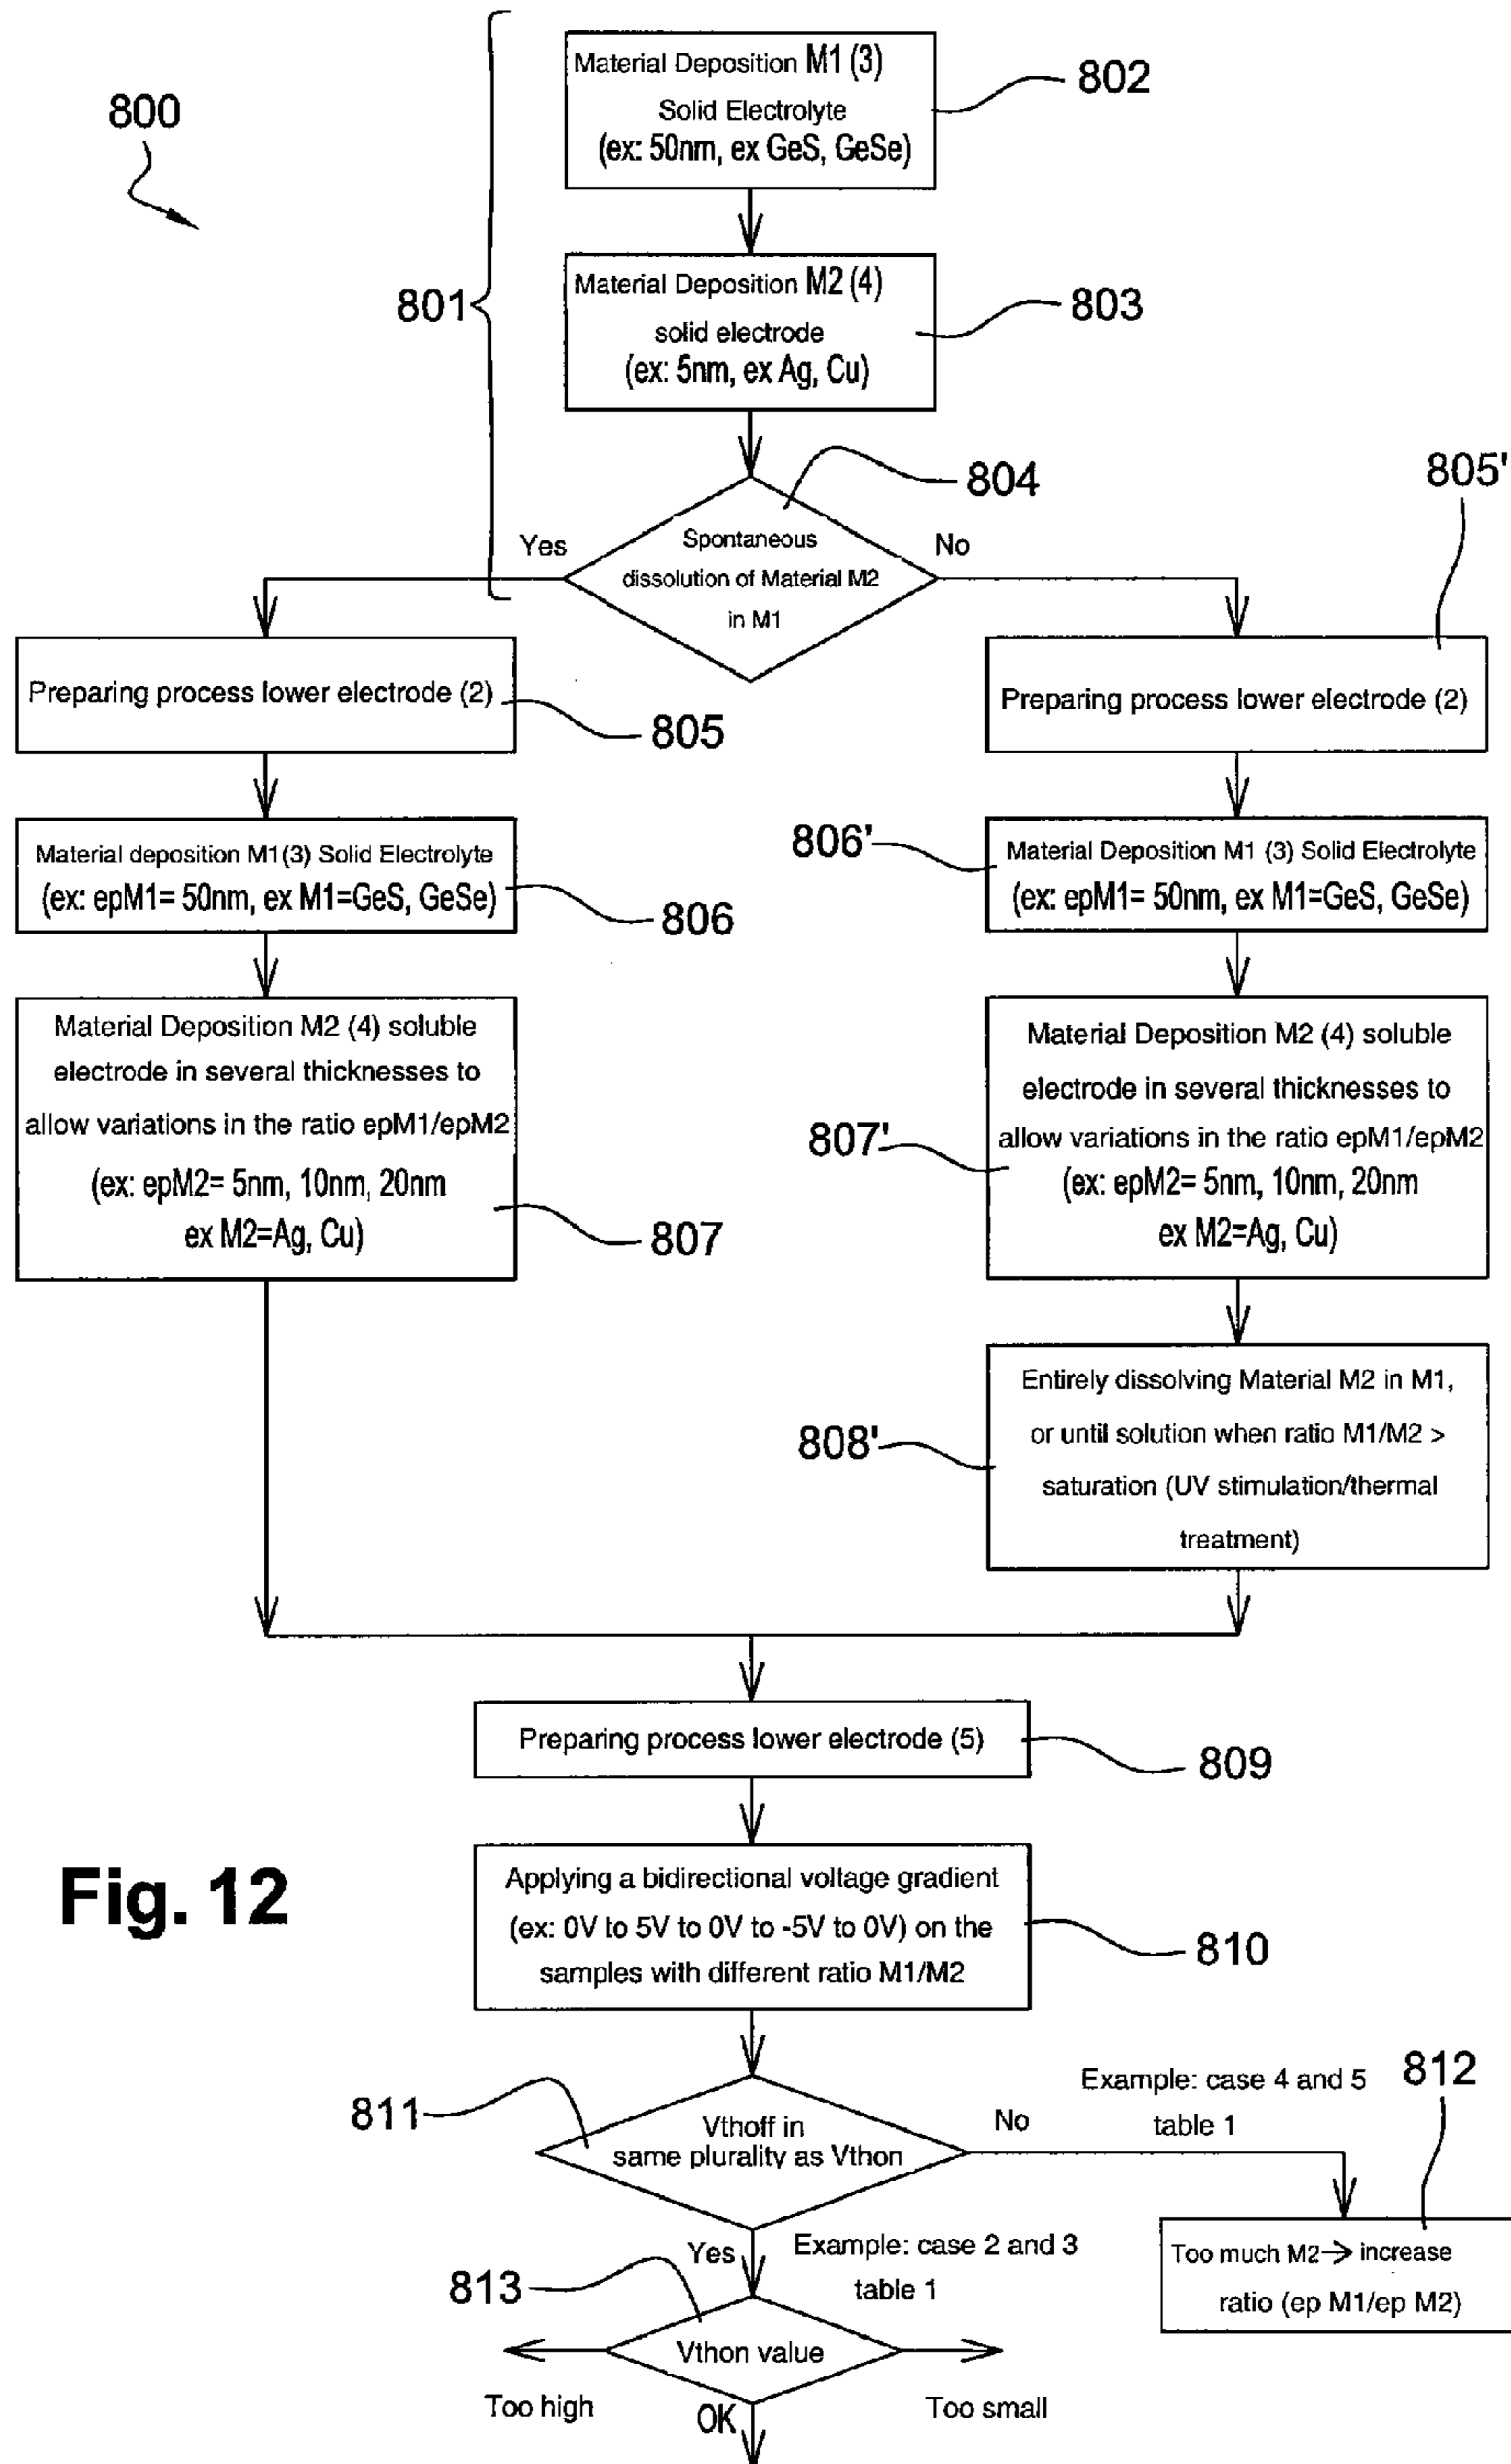 Material Deposition M1 (3)
Solid Electrolyte
(ex: 50nm, ex GeS, GeSe)
802
800
801
Material Deposition M2 (4)
solid electrode
(ex: 5nm, ex Ag, Cu)
803
804
805'
Yes
Spontaneous
dissolution of Material M2
in M1
No
Preparing process lower electrode (2)
805
Preparing process lower electrode (2)
Material deposition M1(3) Solid Electrolyte
(ex: epM1= 50nm, ex M1=GeS, GeSe)
806
806'
Material Deposition M1 (3) Solid Electrolyte
(ex: epM1= 50nm, ex M1=GeS, GeSe)
Material Deposition M2 (4) soluble
electrode in several thicknesses to
allow variations in the ratio epM1/epM2
(ex: epM2= 5nm, 10nm, 20nm
ex M2=Ag, Cu)
807
807'
Material Deposition M2 (4) soluble
electrode in several thicknesses to
allow variations in the ratio epM1/epM2
(ex: epM2= 5nm, 10nm, 20nm
ex M2=Ag, Cu)
808'
Entirely dissolving Material M2 in M1,
or until solution when ratio M1/M2 >
saturation (UV stimulation/thermal
treatment)
Preparing process lower electrode (5)
809
Fig. 12
Applying a bidirectional voltage gradient
(ex: 0V to 5V to 0V to -5V to 0V) on the
samples with different ratio M1/M2
810
811
Vthoff in
same plurality as Vthon
No
Example: case 4 and 5
table 1
812
Too much M2→ increase
ratio (ep M1/ep M2)
Yes
Example: case 2 and 3
table 1
813
Vthon value
Too high
OK
Too small